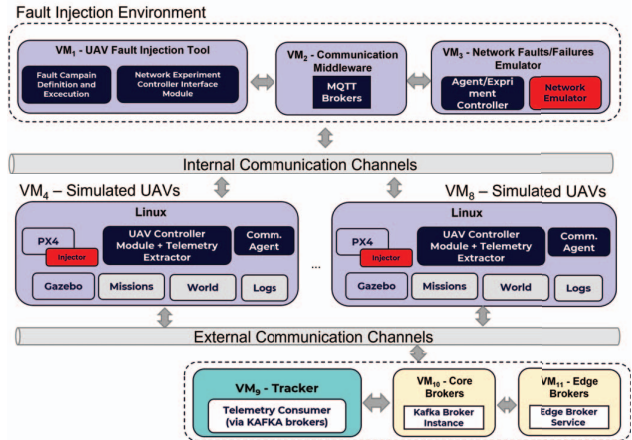 Fault Injection Environment
VM1 - UAV Fault Injection Tool
Fault Campain
Definition and
Excecution
Network Experiment
Controller Interface
Module
VM2 - Communication
Middleware
MQTT
Brokers
VM3 - Network Faults/Failures
Emulator
Agent/Expri
ment
Controller
Network
Emulator
Internal Communication Channels
VM4 – Simulated UAVs
Linux
PX4
Injector
UAV Controller
Module + Telemetry
Extractor
Comm.
Agent
Gazebo
Missions
World
Logs
...
VM8 – Simulated UAVs
Linux
PX4
Injector
UAV Controller
Module + Telemetry
Extractor
Comm.
Agent
Gazebo
Missions
World
Logs
External Communication Channels
VM9 - Tracker
Telemetry Consumer
(via KAFKA brokers)
VM10 - Core
Brokers
Kafka Broker
Instance
VM11 - Edge
Brokers
Edge Broker
Service